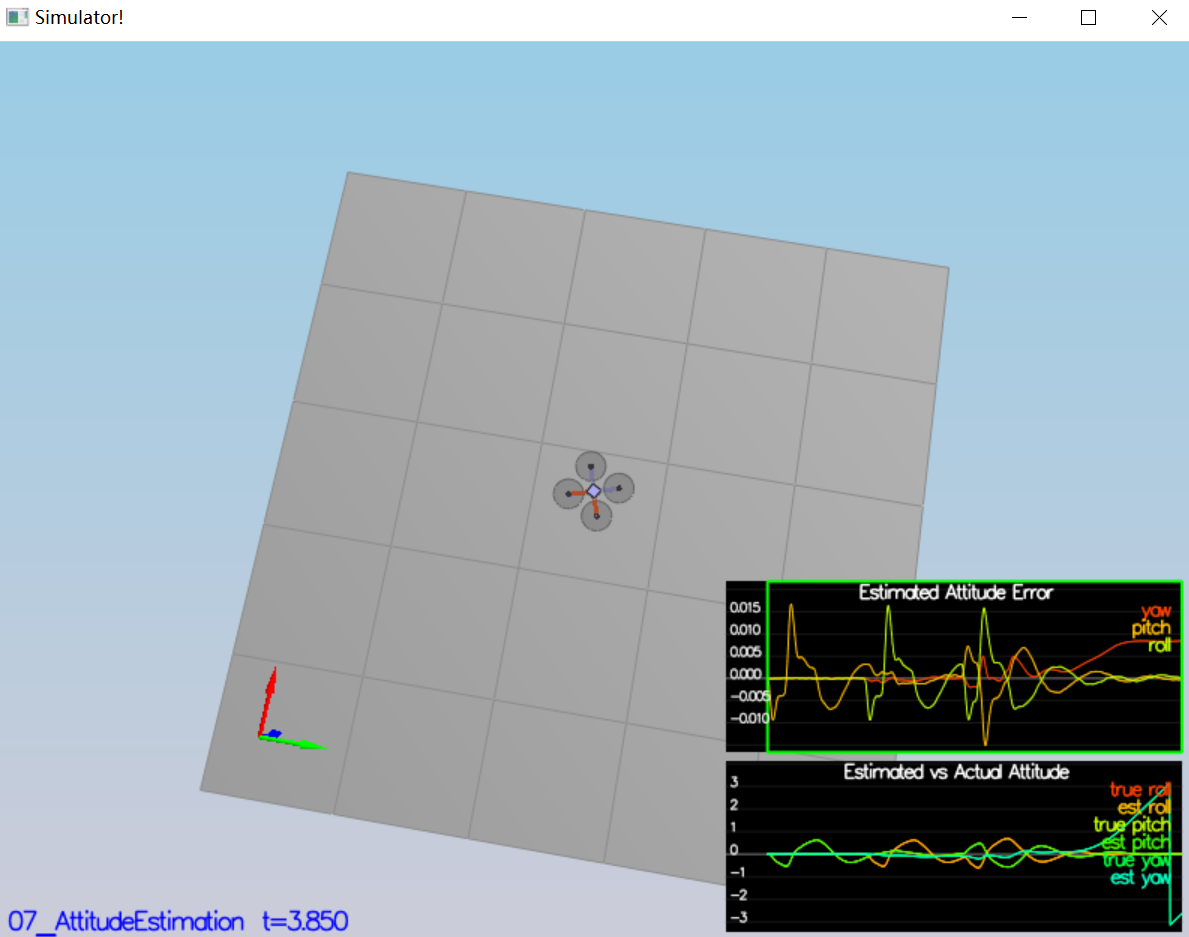 Simulator!
Estimated Attitude Error
0.015
0.010
0.005
0.000
-0.005
-0.010
yaw
pitch
roll
Estimated vs Actual Attitude
3
2
1
0
-1
-2
-3
true roll
est roll
true pitch
est pitch
true yaw
est yaw
07_AttitudeEstimation t=3.850